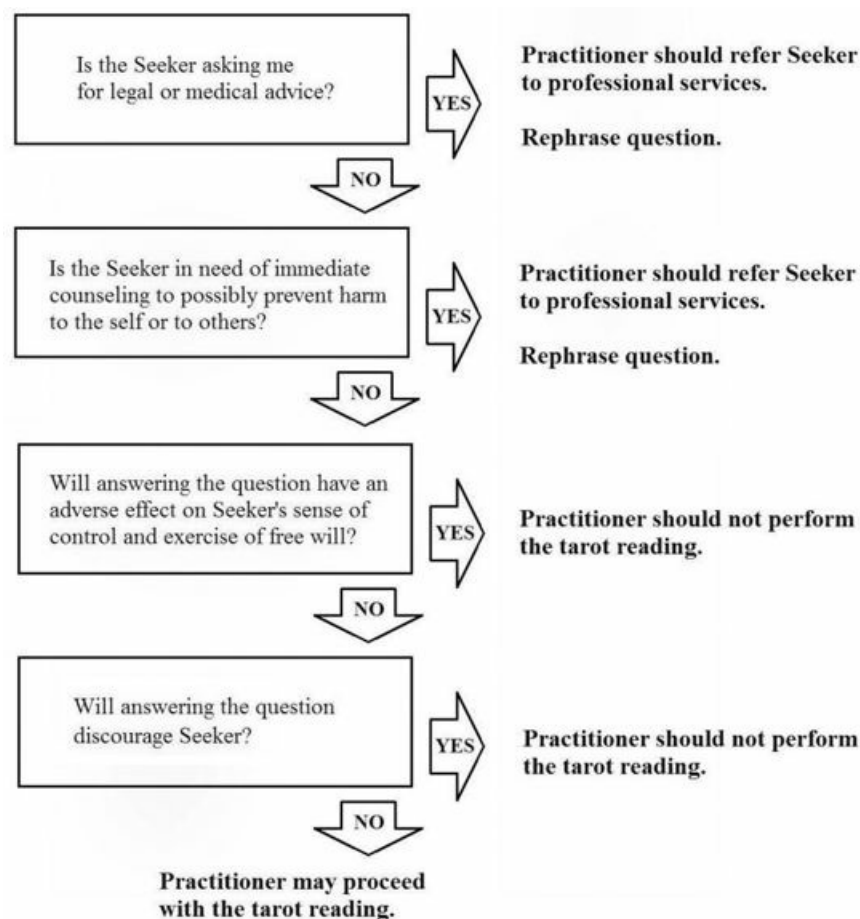 Is the Seeker asking me
for legal or medical advice?
YES
Practitioner should refer Seeker
to professional services.
Rephrase question.
NO
Is the Seeker in need of immediate
counseling to possibly prevent harm
to the self or to others?
YES
Practitioner should refer Seeker
to professional services.
Rephrase question.
NO
Will answering the question have an
adverse effect on Seeker's sense of
control and exercise of free will?
YES
Practitioner should not perform
the tarot reading.
NO
Will answering the question
discourage Seeker?
YES
Practitioner should not perform
the tarot reading.
NO
Practitioner may proceed
with the tarot reading.